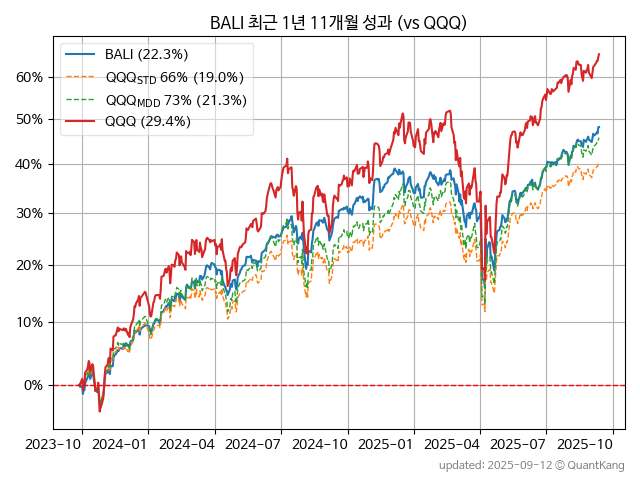 BALI 최근 1년 11개월 성과 (vs QQQ)
BALI (22.3%)
QQQSTD 66% (19.0%)
QQQMDD 73% (21.3%)
QQQ (29.4%)
60%
50%
40%
30%
20%
10%
0%
2023-10 2024-01 2024-04 2024-07 2024-10 2025-01 2025-04 2025-07 2025-10
updated: 2025-09-12 © QuantKang